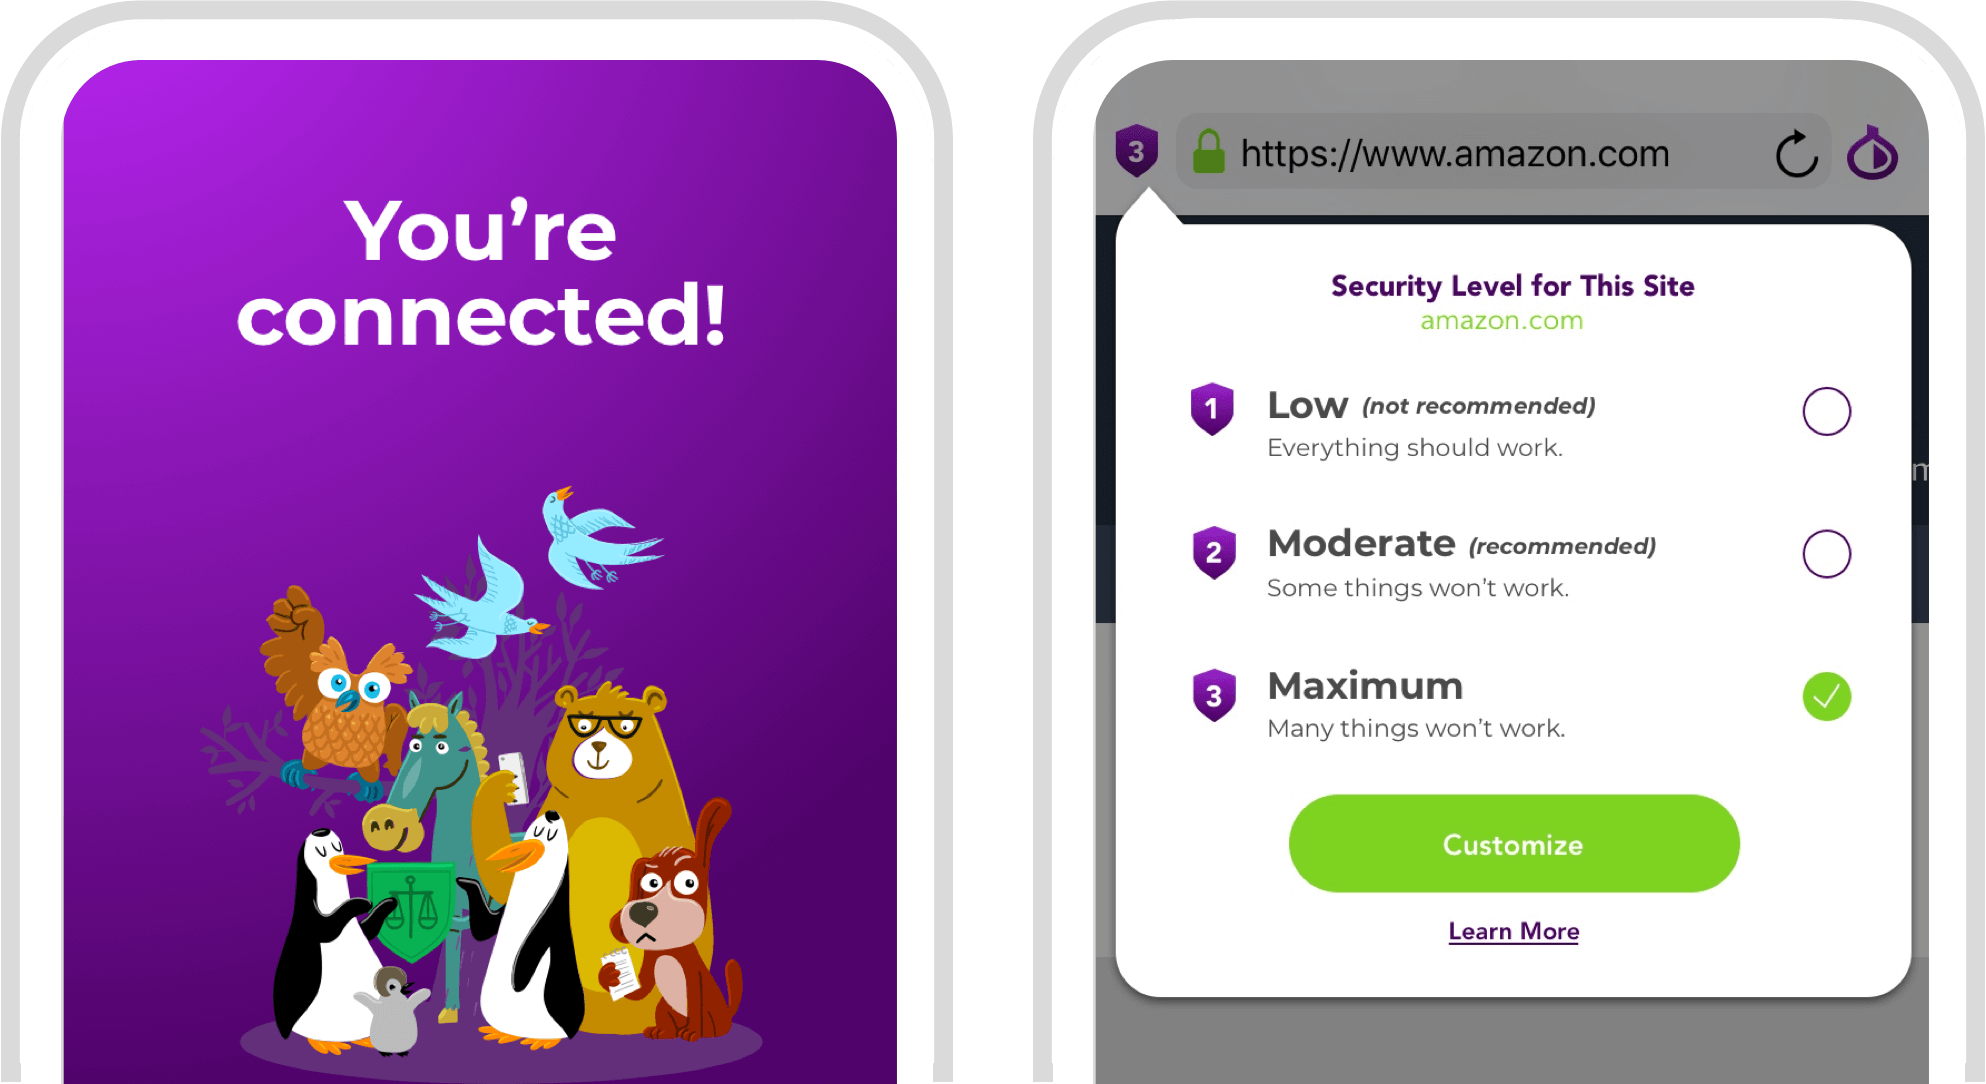 You’re
connected!
3
https://www.amazon.com
Security Level for This Site
amazon.com
1
Low (not recommended)
Everything should work.
2
Moderate (recommended)
Some things won’t work.
3
Maximum
Many things won’t work.
Customize
Learn More